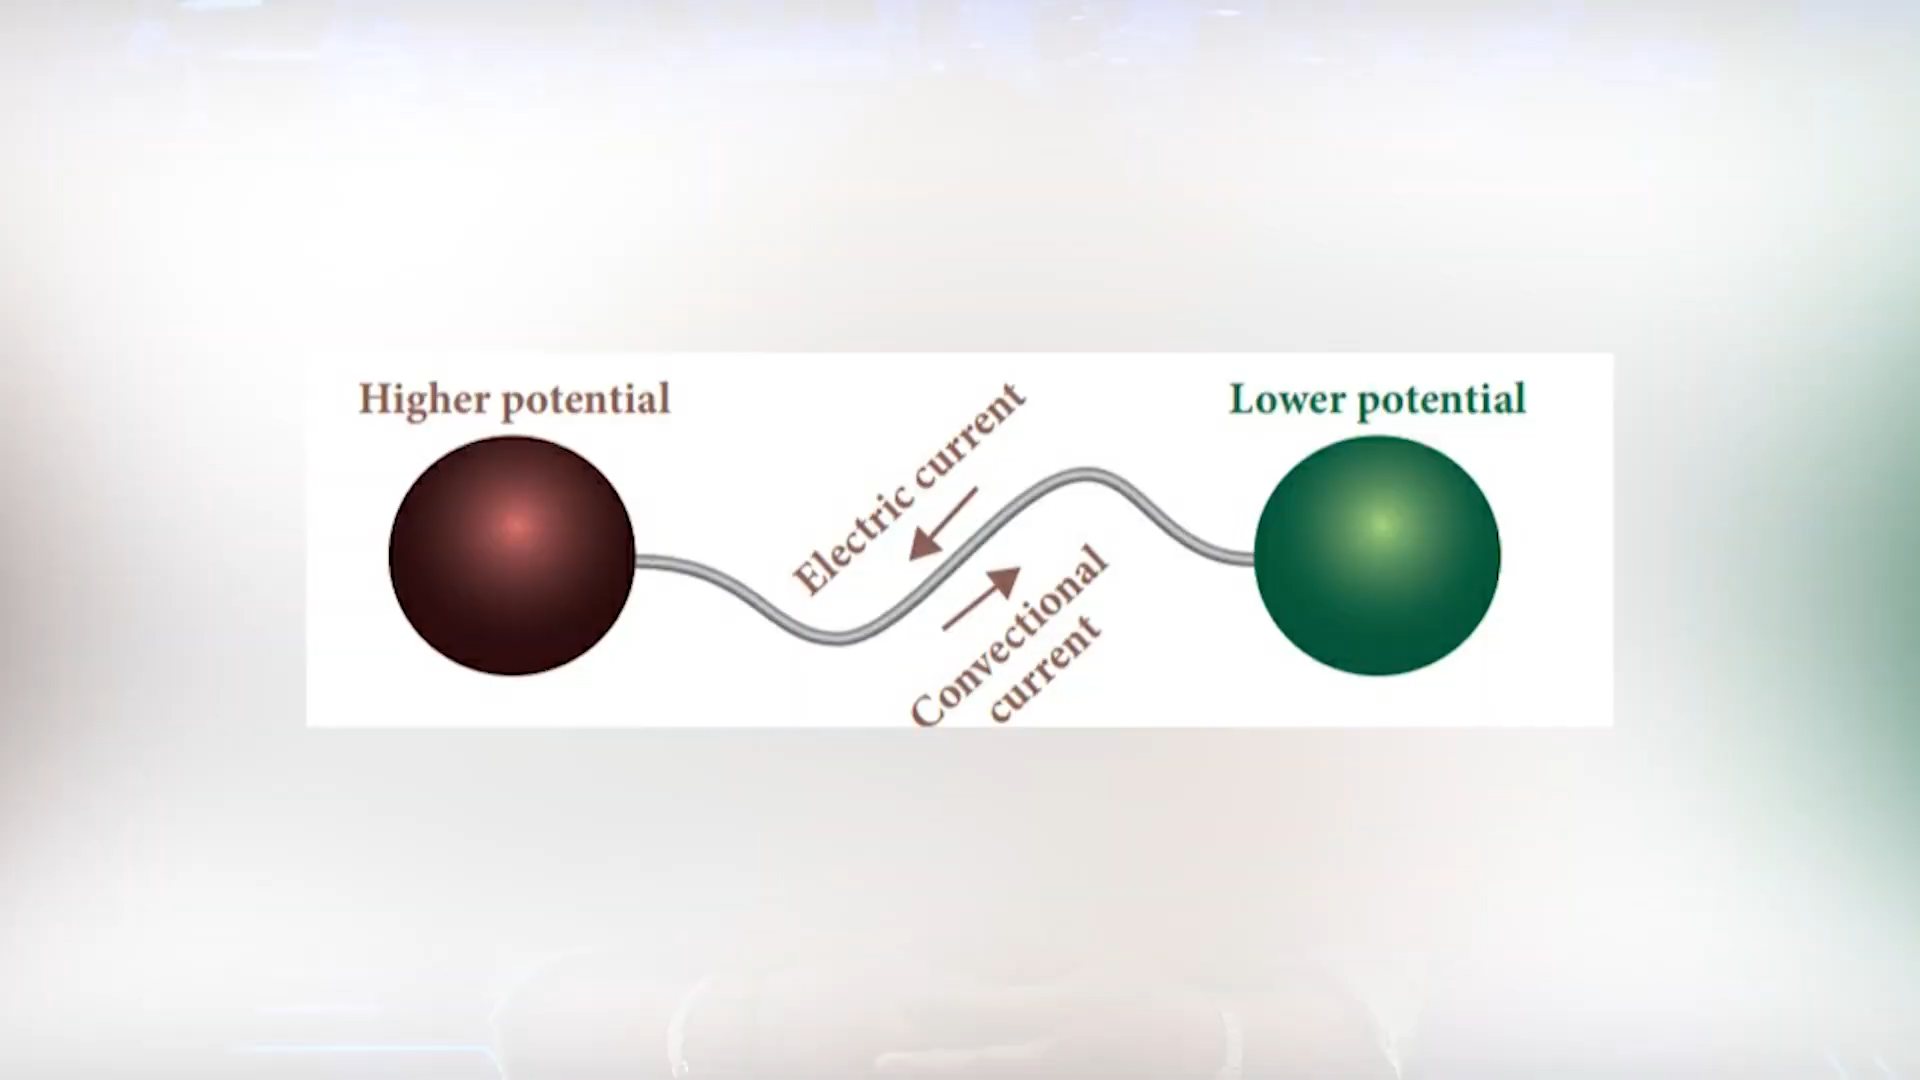 Higher potential
Lower potential
Electric current
Convectional
current